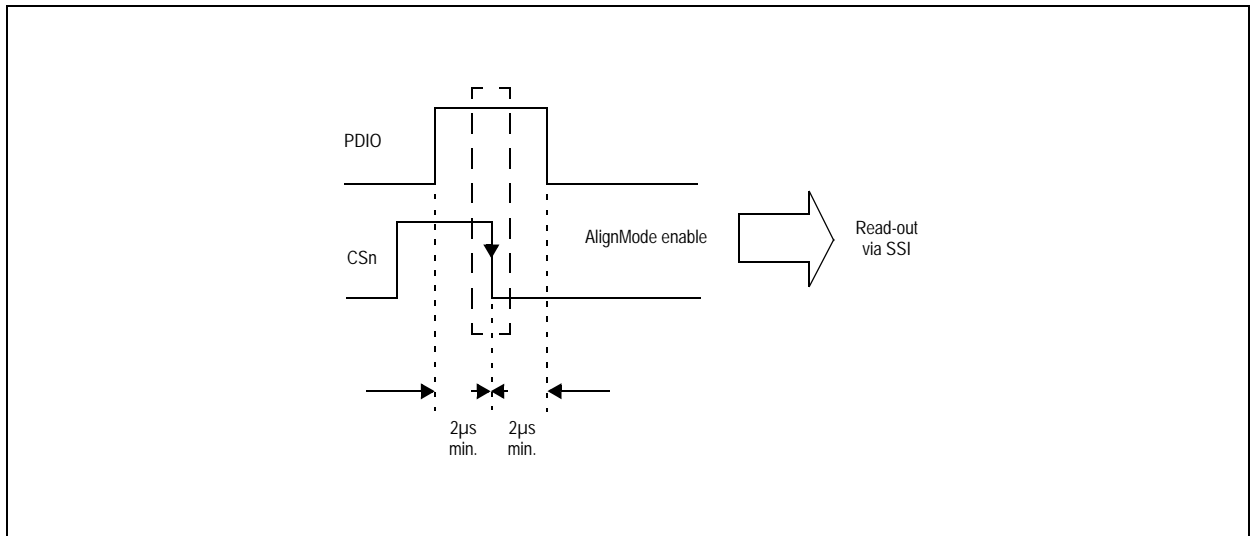 PDIO
CSn
AlignMode enable
Read-out
via SSI
2µs
min.
2µs
min.